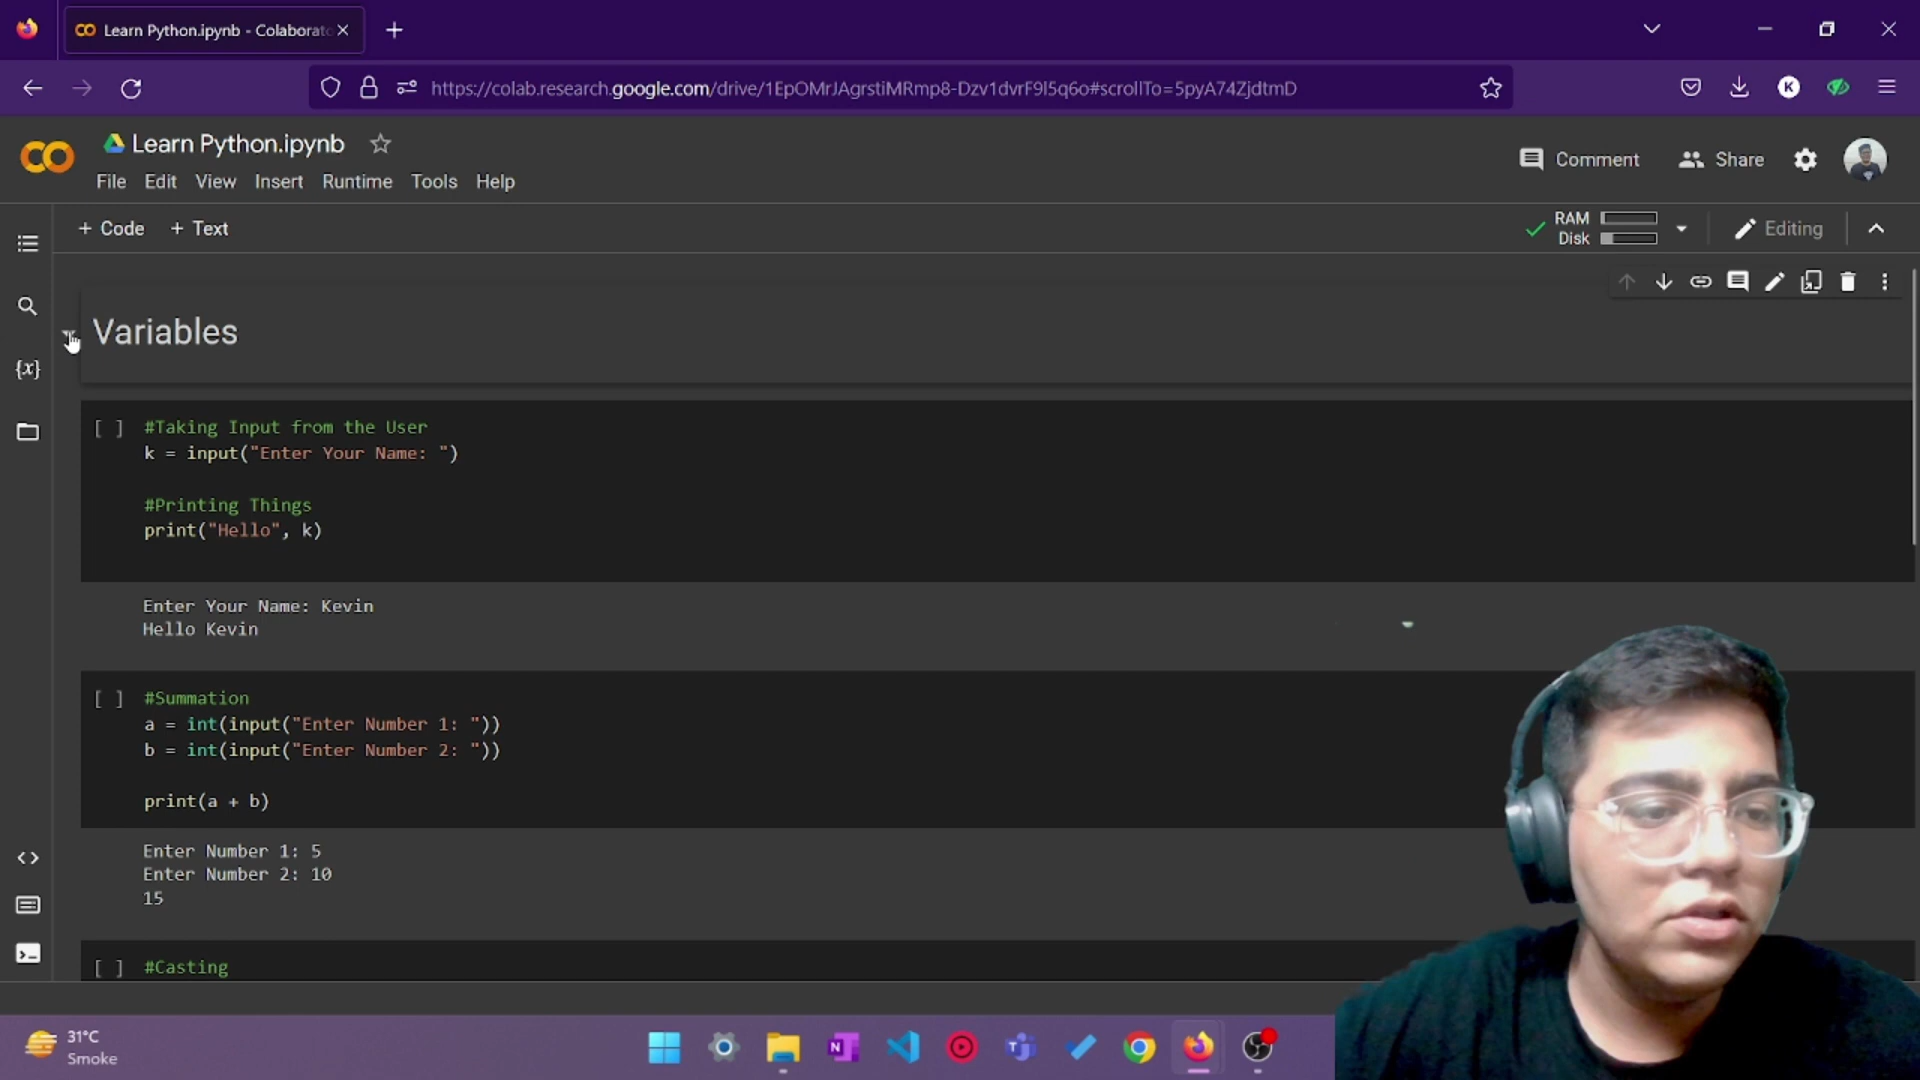 Learn Python.ipynb - Colaborato
https://colab.research.google.com/drive/1EpOMrJAgrstiMRmp8-Dzv1dvrF9l5q6o#scrollTo=5pyA74ZjdtmD
K
Learn Python.ipynb
Comment
Share
File Edit View Insert Runtime Tools Help
+ Code + Text
RAM
Disk
Editing
Variables
{x}
[ ] #Taking Input from the User
k = input("Enter Your Name: ")
#Printing Things
print("Hello", k)
Enter Your Name: Kevin
Hello Kevin
[ ] #Summation
a = int(input("Enter Number 1: "))
b = int(input("Enter Number 2: "))
print(a + b)
Enter Number 1: 5
Enter Number 2: 10
15
[ ] #Casting
31°C
Smoke